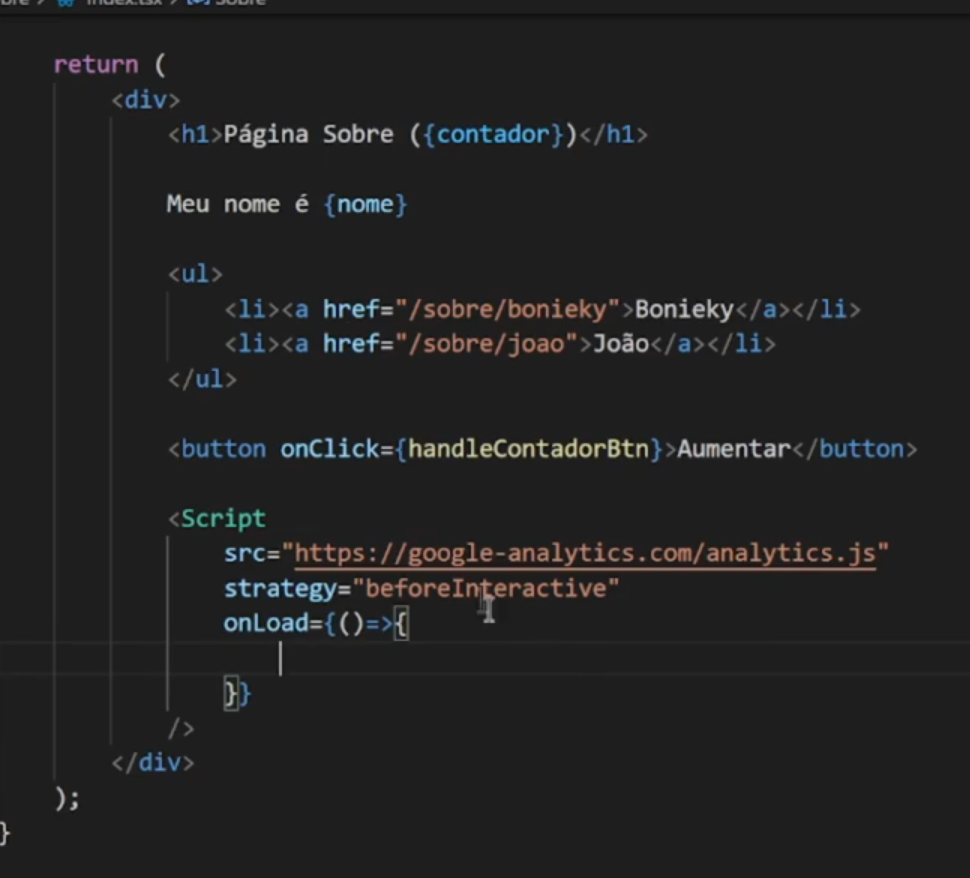 index.tsx > Sobre
return (
<div>
<h1>Página Sobre ({contador})</h1>
Meu nome é {nome}
<ul>
<li><a href="/sobre/bonieky">Bonieky</a></li>
<li><a href="/sobre/joao">João</a></li>
</ul>
<button onClick={handleContadorBtn}>Aumentar</button>
<Script
src="https://google-analytics.com/analytics.js"
strategy="beforeInteractive"
onLoad={()=>{
}}
/>
</div>
);
}